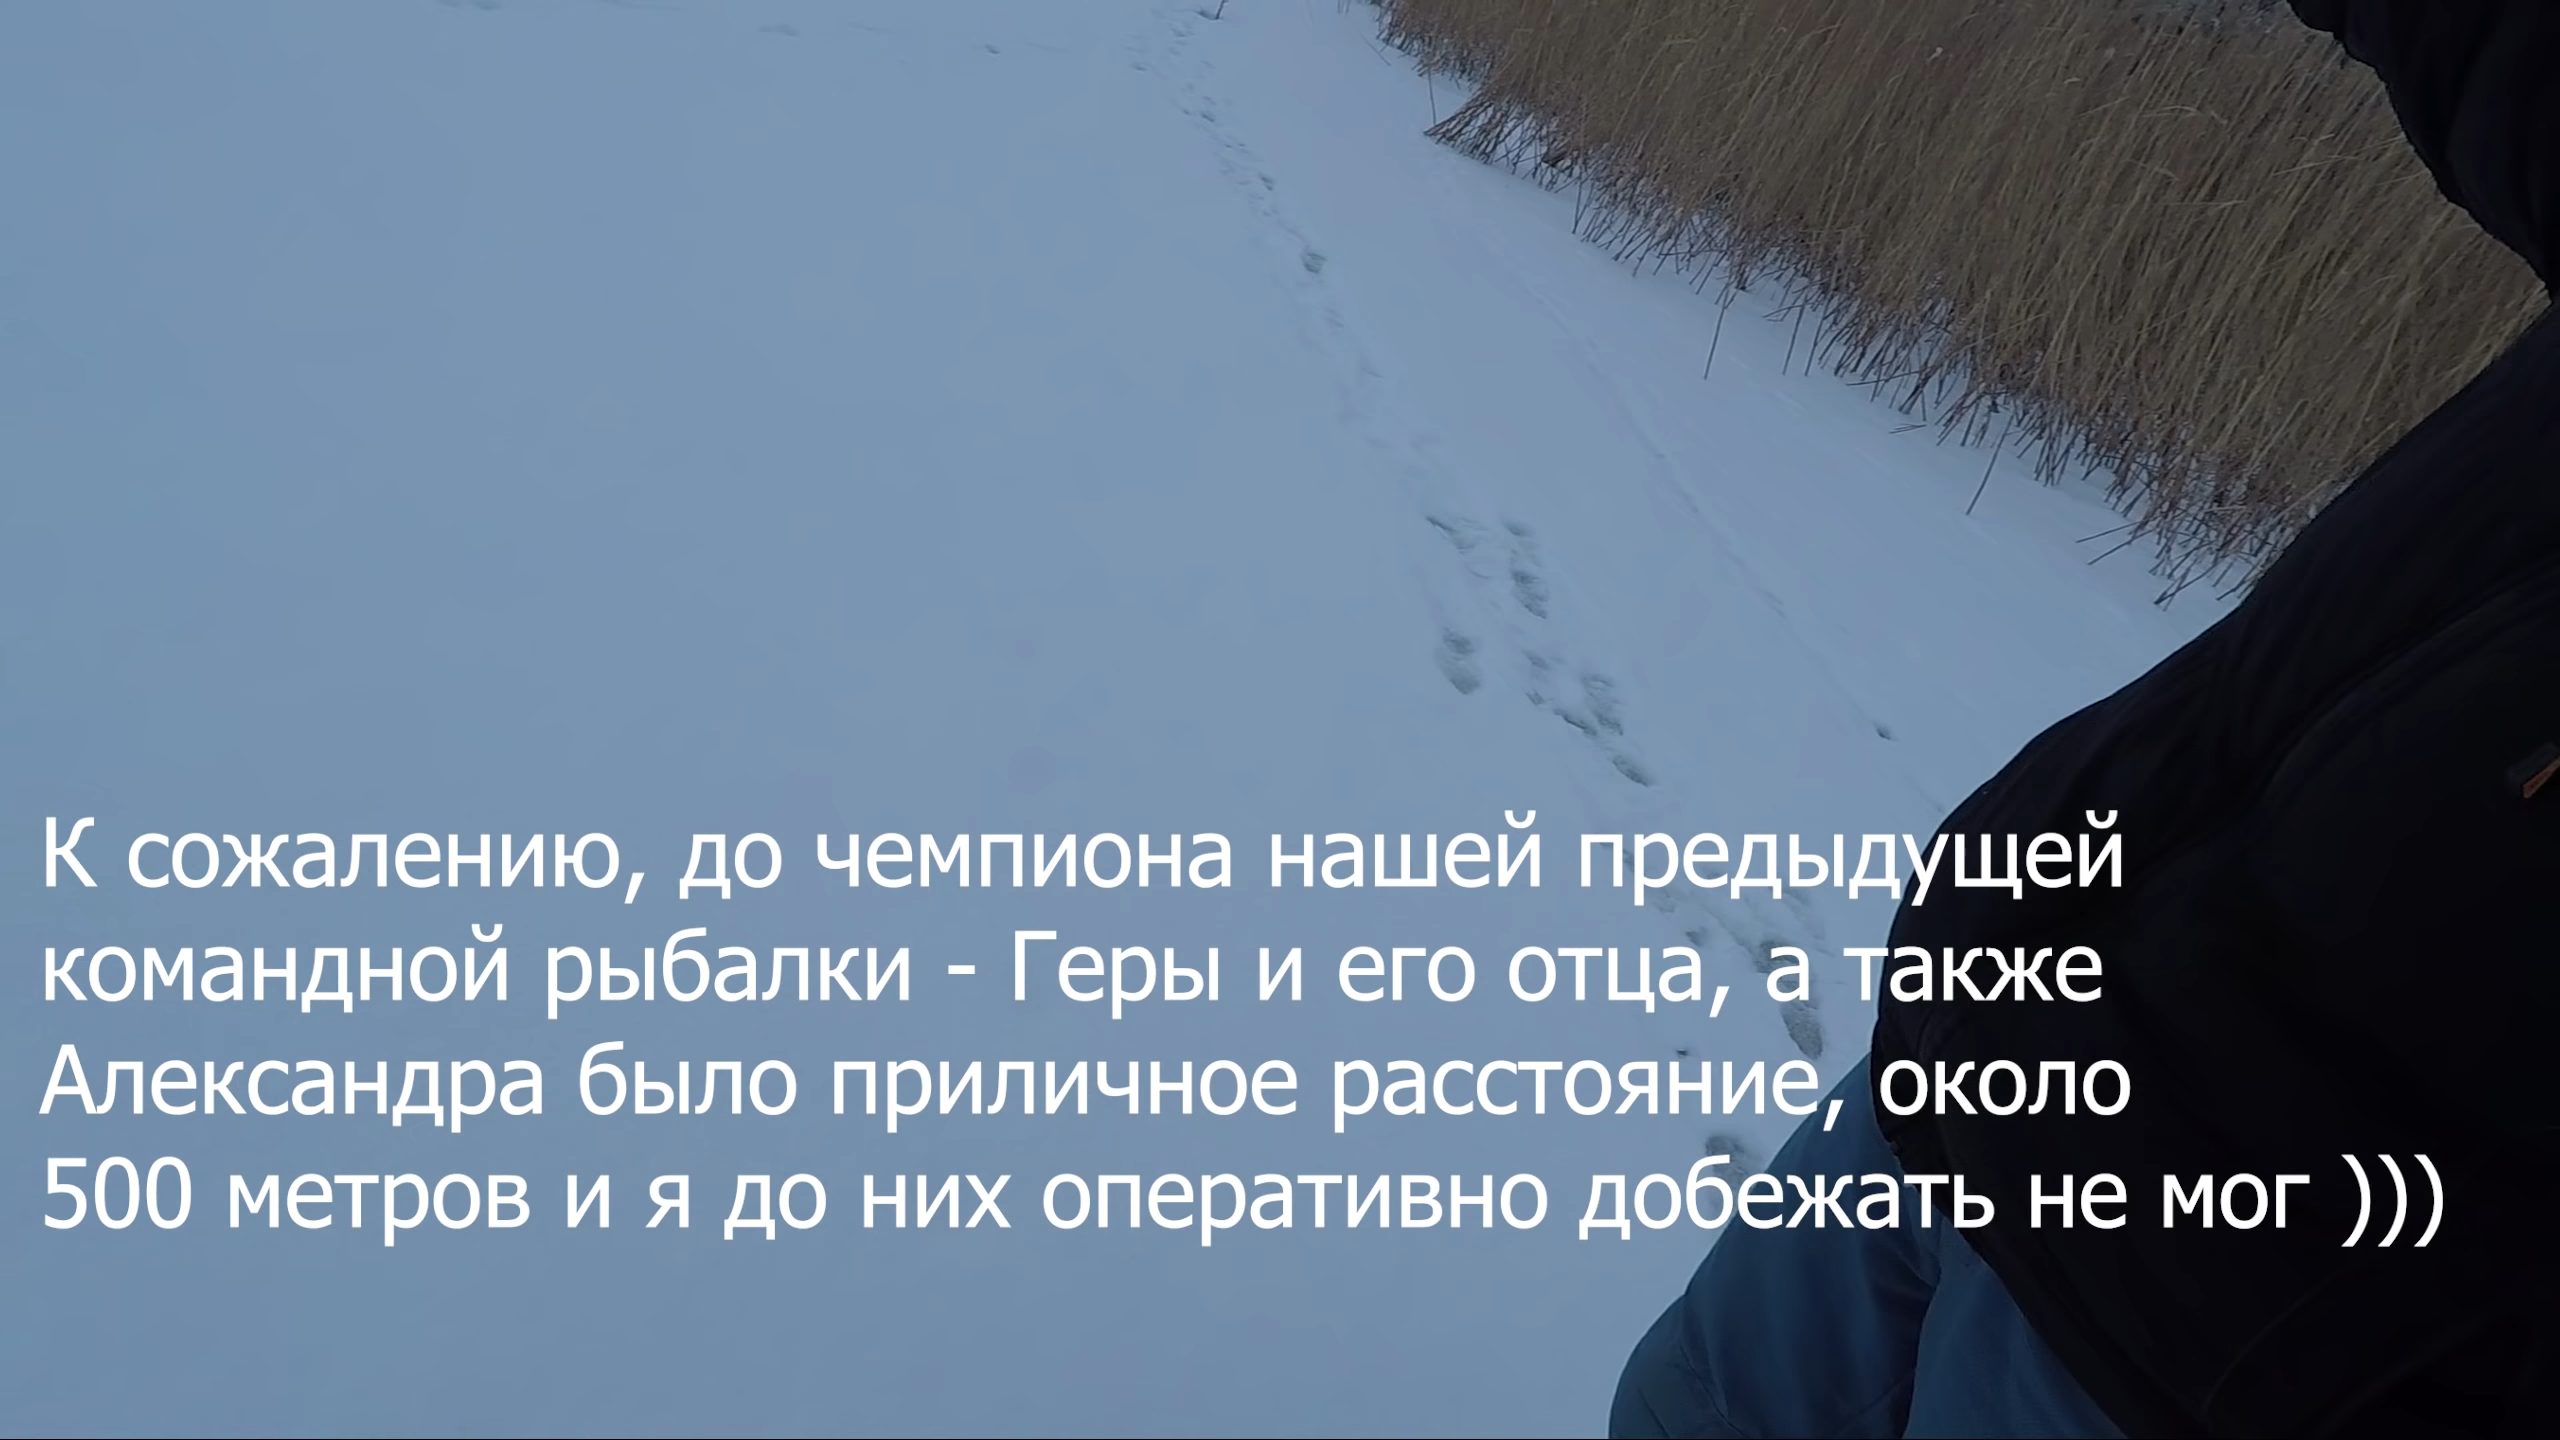 К сожалению, до чемпиона нашей предыдущей
командной рыбалки - Геры и его отца, а также
Александра было приличное расстояние, около
500 метров и я до них оперативно добежать не мог )))